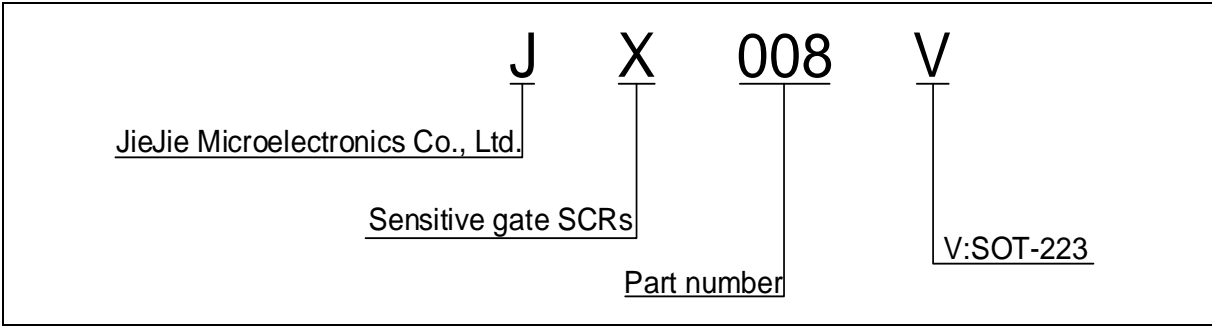 J X 008 V
JieJie Microelectronics Co., Ltd.
Sensitive gate SCRs
V:SOT-223
Part number